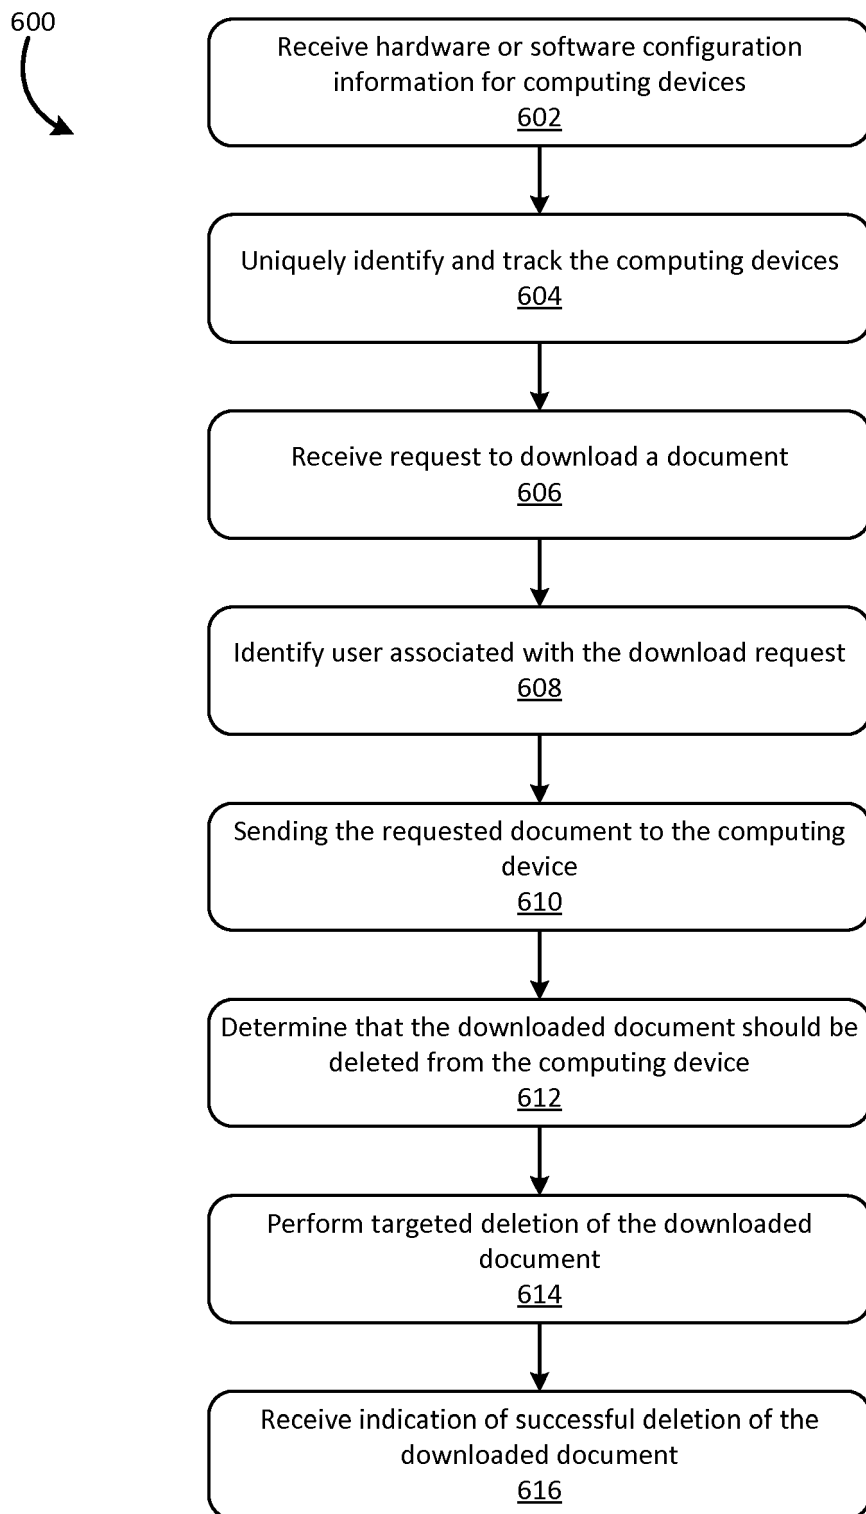 600
Receive hardware or software configuration
information for computing devices
602
Uniquely identify and track the computing devices
604
Receive request to download a document
606
Identify user associated with the download request
608
Sending the requested document to the computing
device
610
Determine that the downloaded document should be
deleted from the computing device
612
Perform targeted deletion of the downloaded
document
614
Receive indication of successful deletion of the
downloaded document
616